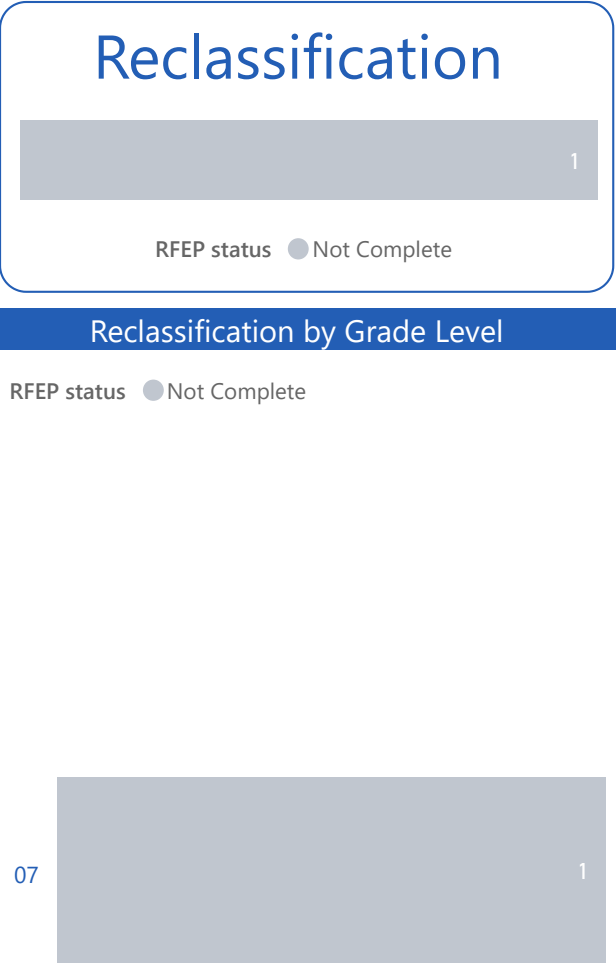 Reclassification
1
RFEP status Not Complete
Reclassification by Grade Level
RFEP status Not Complete
07 1